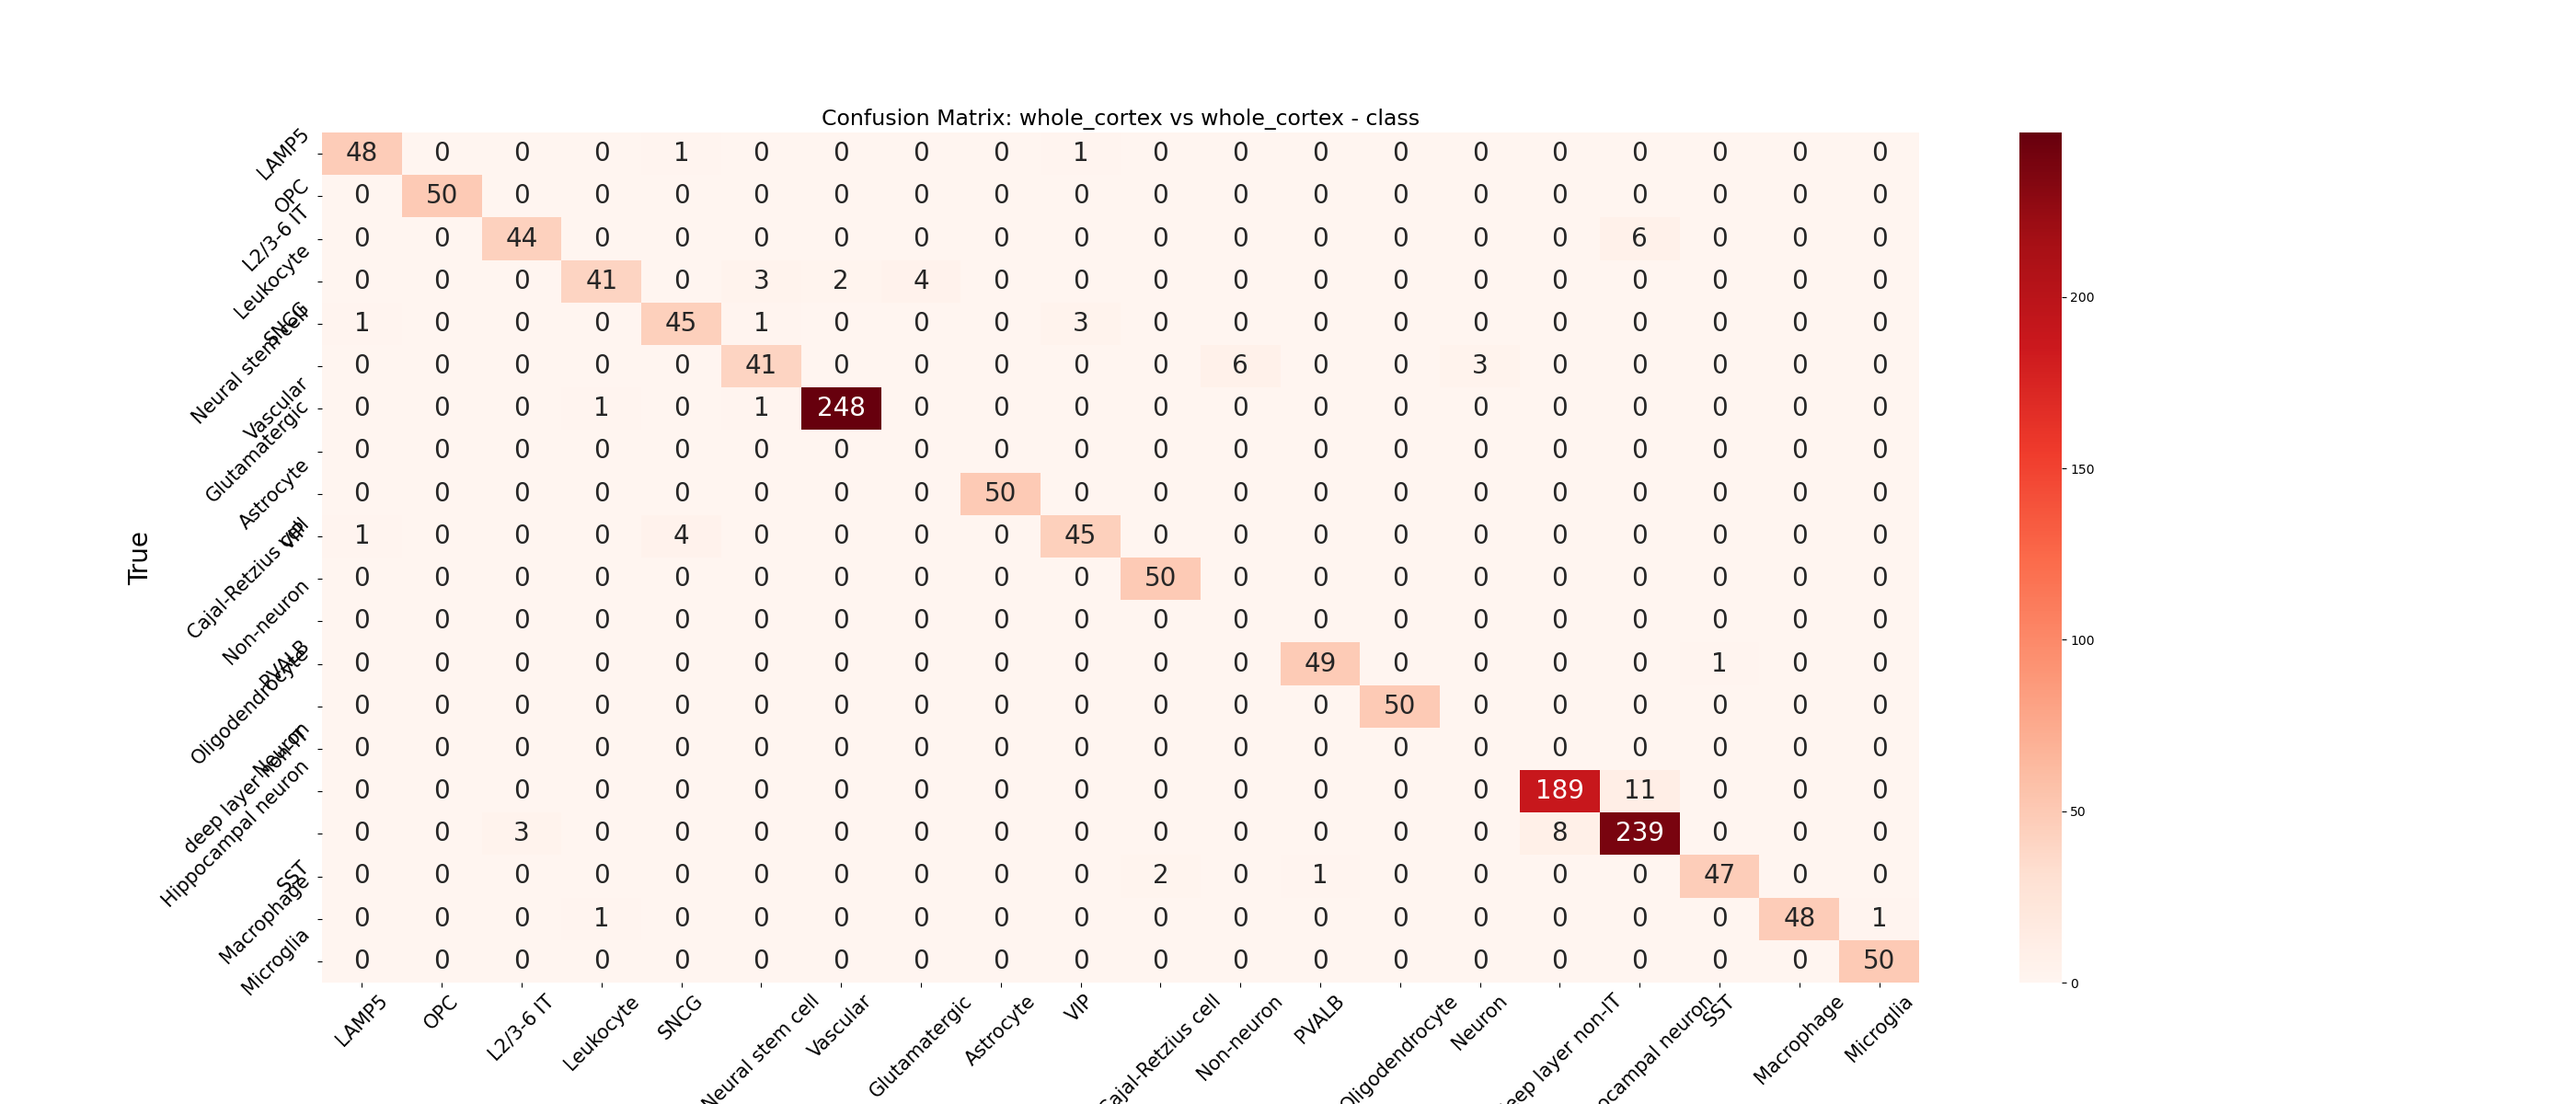 Confusion Matrix: whole_cortex vs whole_cortex - class
True
LAMP5 48 0 0 0 1 0 0 0 0 1 0 0 0 0 0 0 0 0 0 0
OPC 0 50 0 0 0 0 0 0 0 0 0 0 0 0 0 0 0 0 0 0
L2/3-6 IT 0 0 44 0 0 0 0 0 0 0 0 0 0 0 0 0 6 0 0 0
Leukocyte 0 0 0 41 0 3 2 4 0 0 0 0 0 0 0 0 0 0 0 0
SNCG 1 0 0 0 45 1 0 0 0 3 0 0 0 0 0 0 0 0 0 0
Neural stem cell 0 0 0 0 0 41 0 0 0 0 0 6 0 0 3 0 0 0 0 0
Vascular 0 0 0 1 0 1 248 0 0 0 0 0 0 0 0 0 0 0 0 0
Glutamatergic 0 0 0 0 0 0 0 0 0 0 0 0 0 0 0 0 0 0 0 0
Astrocyte 0 0 0 0 0 0 0 0 50 0 0 0 0 0 0 0 0 0 0 0
VIP 1 0 0 0 4 0 0 0 0 45 0 0 0 0 0 0 0 0 0 0
Cajal-Retzius cell 0 0 0 0 0 0 0 0 0 0 50 0 0 0 0 0 0 0 0 0
Non-neuron 0 0 0 0 0 0 0 0 0 0 0 0 0 0 0 0 0 0 0 0
PVALB 0 0 0 0 0 0 0 0 0 0 0 0 49 0 0 0 0 1 0 0
Oligodendrocyte 0 0 0 0 0 0 0 0 0 0 0 0 0 50 0 0 0 0 0 0
Neuron 0 0 0 0 0 0 0 0 0 0 0 0 0 0 0 0 0 0 0 0
deep layer non-IT 0 0 0 0 0 0 0 0 0 0 0 0 0 0 0 189 11 0 0 0
Hippocampal neuron 0 0 3 0 0 0 0 0 0 0 0 0 0 0 0 8 239 0 0 0
SST 0 0 0 0 0 0 0 0 0 0 2 0 1 0 0 0 0 47 0 0
Macrophage 0 0 0 1 0 0 0 0 0 0 0 0 0 0 0 0 0 0 48 1
Microglia 0 0 0 0 0 0 0 0 0 0 0 0 0 0 0 0 0 0 0 50
LAMP5
OPC
L2/3-6 IT
Leukocyte
SNCG
Neural stem cell
Vascular
Glutamatergic
Astrocyte
VIP
Cajal-Retzius cell
Non-neuron
PVALB
Oligodendrocyte
Neuron
eep layer non-IT
ocampal neuron
SST
Macrophage
Microglia
200
150
100
50
0